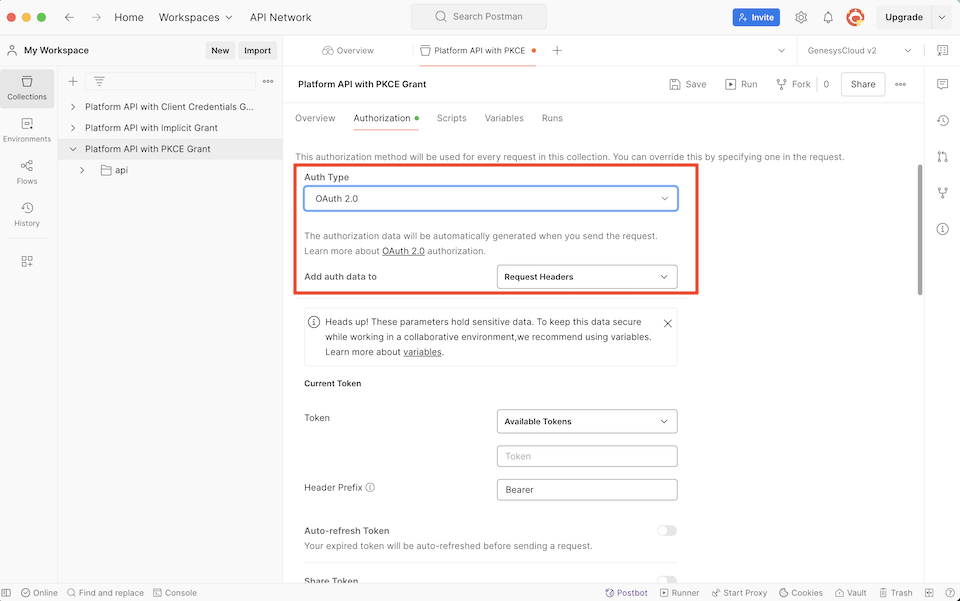 Home
Workspaces
API Network
Search Postman
Invite
Upgrade
My Workspace
New
Import
Overview
Platform API with PKCE
GenesysCloud v2
Collections
Environments
Flows
History
Platform API with Client Credentials G...
Platform API with Implicit Grant
Platform API with PKCE Grant
api
Platform API with PKCE Grant
Save
Run
Fork
0
Share
Overview
Authorization
Scripts
Variables
Runs
This authorization method will be used for every request in this collection. You can override this by specifying one in the request.
Auth Type
OAuth 2.0
The authorization data will be automatically generated when you send the request.
Learn more about OAuth 2.0 authorization.
Add auth data to
Request Headers
Heads up! These parameters hold sensitive data. To keep this data secure
while working in a collaborative environment,we recommend using variables.
Learn more about variables.
Current Token
Token
Available Tokens
Token
Header Prefix
Bearer
Auto-refresh Token
Your expired token will be auto-refreshed before sending a request.
Share Token
Online
Find and replace
Console
Postbot
Runner
Start Proxy
Cookies
Vault
Trash